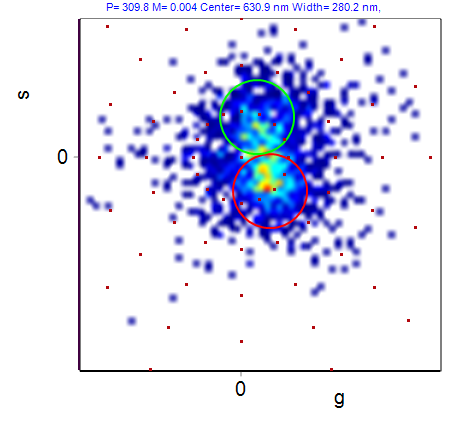 P= 309.8 M= 0.004 Center= 630.9 nm Width= 280.2 nm,
s
0
0
g